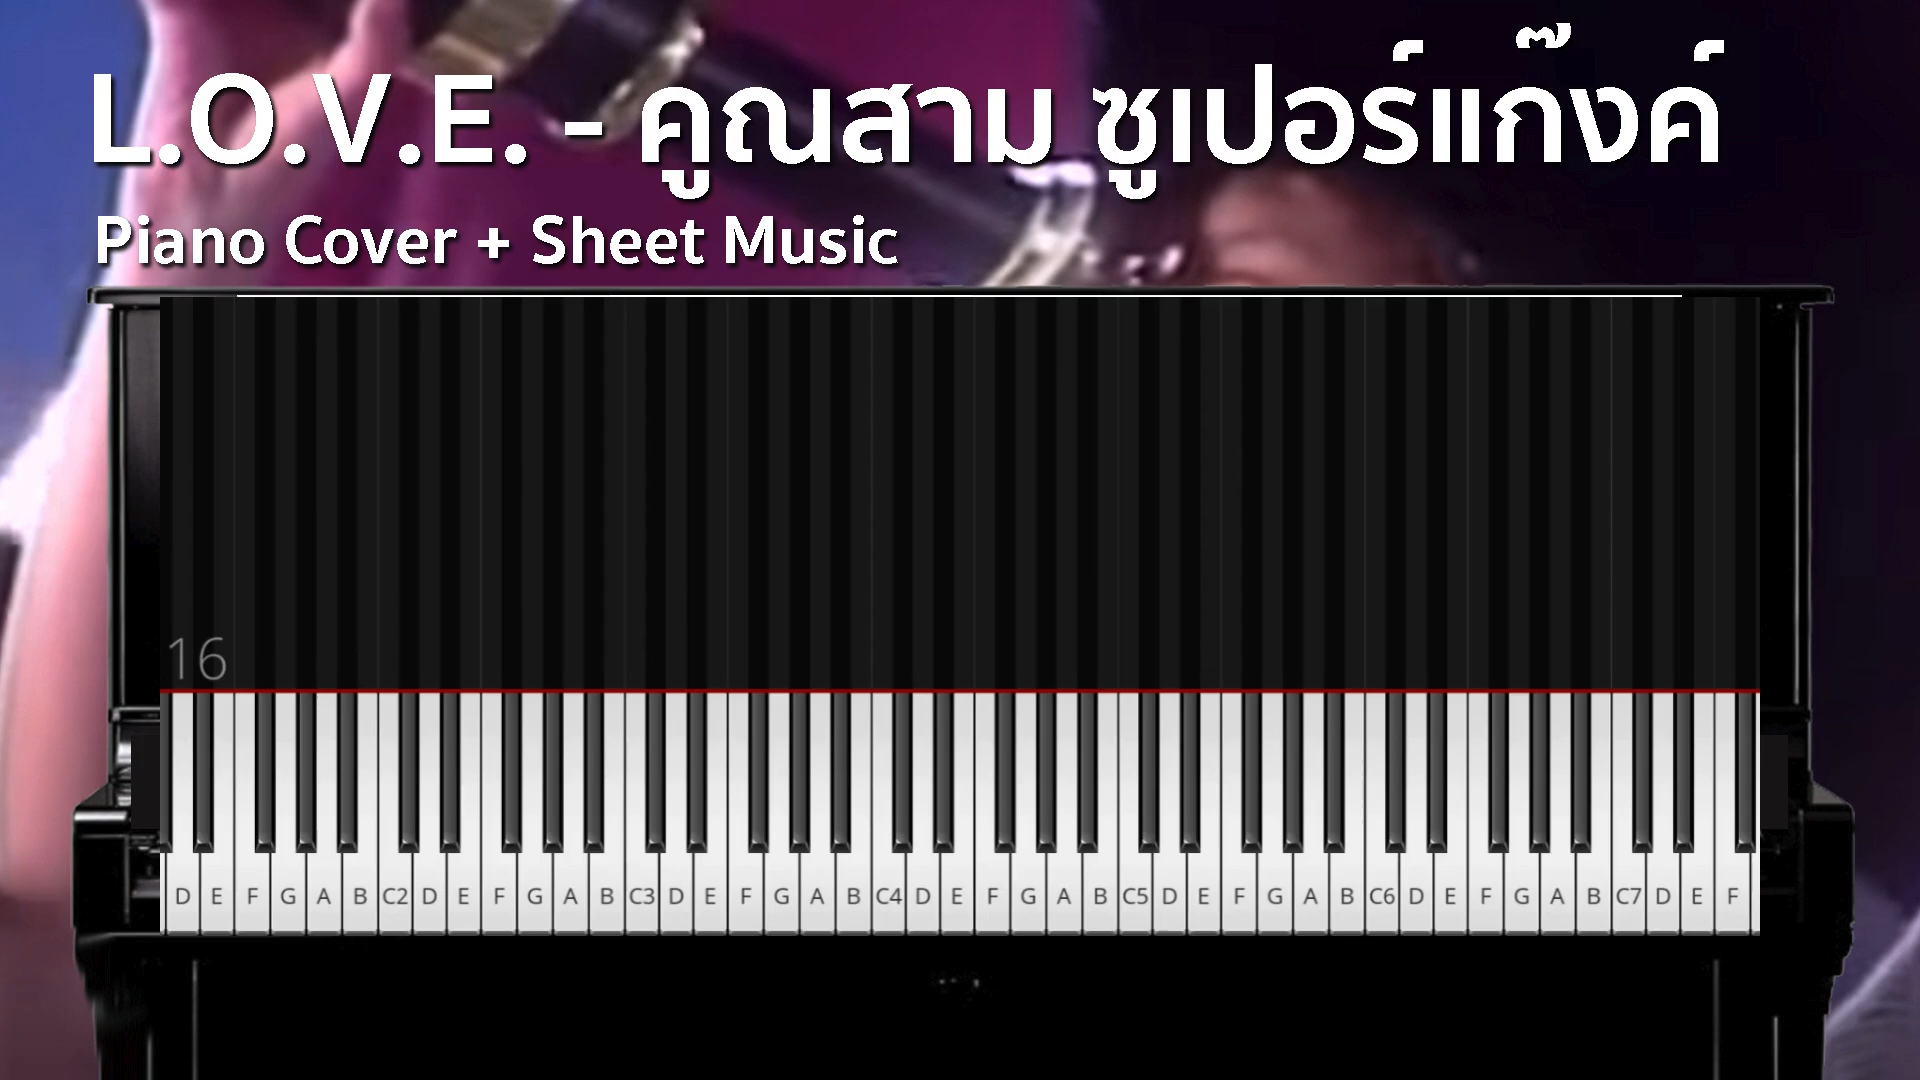 L.O.V.E. - คูณสาม ซูเปอร์แก๊งค์
Piano Cover + Sheet Music
16
D E F G A B C2 D E F G A B C3 D E F G A B C4 D E F G A B C5 D E F G A B C6 D E F G A B C7 D E F